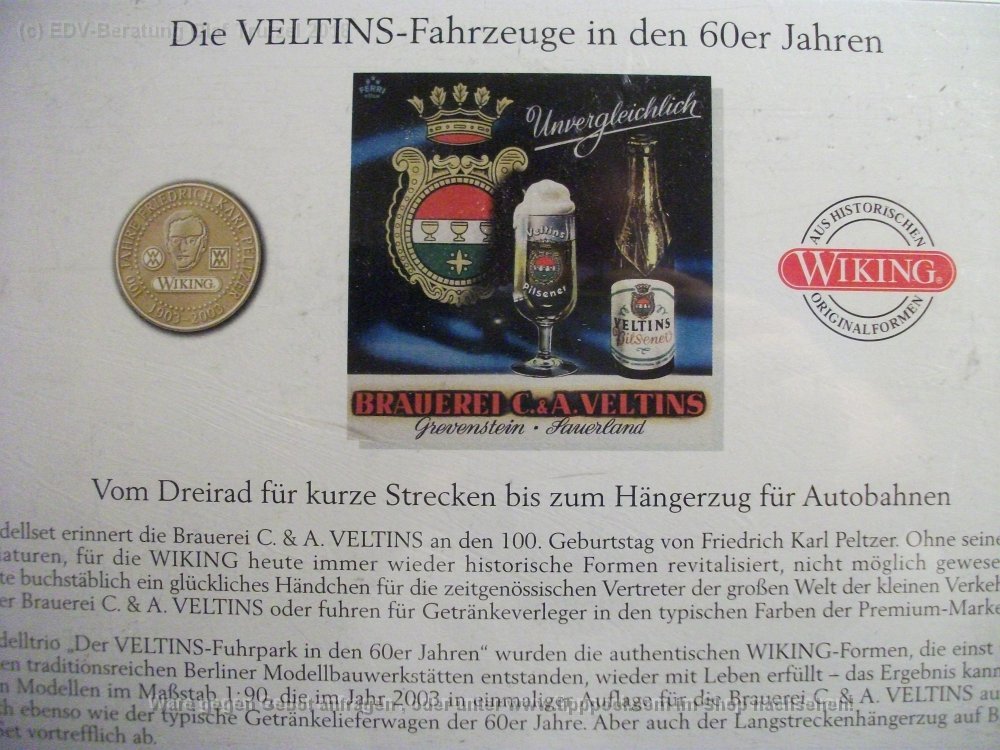 (c) EDV-Beratung
Die VELTINS-Fahrzeuge in den 60er Jahren
FERRI
Unvergleichlich
100 JAHRE FRIEDRICH KARL PELTZER
WIKING
1903 2003
Veltins
Pilsener
VELTINS
Pilsener
AUS HISTORISCHEN
WIKING®
ORIGINALFORMEN
BRAUEREI C. & A. VELTINS
Grevenstein · Sauerland
Vom Dreirad für kurze Strecken bis zum Hängerzug für Autobahnen
dellset erinnert die Brauerei C. & A. VELTINS an den 100. Geburtstag von Friedrich Karl Peltzer. Ohne seine
iaturen, für die WIKING heute immer wieder historische Formen revitalisiert, nicht möglich gewese
te buchstäblich ein glückliches Händchen für die zeitgenössischen Vertreter der großen Welt der kleinen Verkeh
er Brauerei C. & A. VELTINS oder fuhren für Getränkeverleger in den typischen Farben der Premium-Marke
delltrio „Der VELTINS-Fuhrpark in den 60er Jahren“ wurden die authentischen WIKING-Formen, die einst
en traditionsreichen Berliner Modellbauwerkstätten entstanden, wieder mit Leben erfüllt – das Ergebnis kann
n Modellen im Maßstab 1:90, die im Jahr 2003 in einmaliger Auflage für die Brauerei C. & A. VELTINS au
ch ebenso wie der typische Getränkelieferwagen der 60er Jahre. Aber auch der Langstreckenhängerzug auf B
et vortrefflich ab.